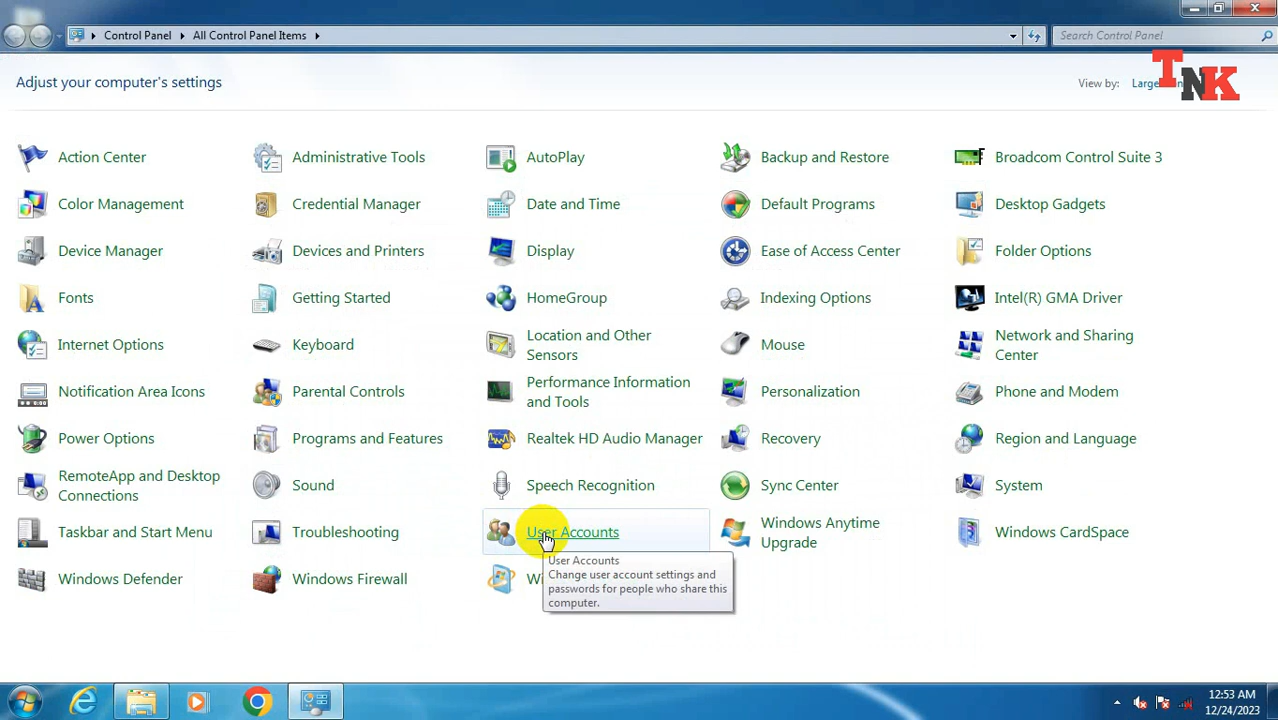 Control Panel All Control Panel Items
Search Control Panel
Adjust your computer's settings
View by:
TNK
Action Center
Administrative Tools
AutoPlay
Backup and Restore
Broadcom Control Suite 3
Color Management
Credential Manager
Date and Time
Default Programs
Desktop Gadgets
Device Manager
Devices and Printers
Display
Ease of Access Center
Folder Options
Fonts
Getting Started
HomeGroup
Indexing Options
Intel(R) GMA Driver
Internet Options
Keyboard
Location and Other
Sensors
Mouse
Network and Sharing
Center
Notification Area Icons
Parental Controls
Performance Information
and Tools
Personalization
Phone and Modem
Power Options
Programs and Features
Realtek HD Audio Manager
Recovery
Region and Language
RemoteApp and Desktop
Connections
Sound
Speech Recognition
Sync Center
System
Taskbar and Start Menu
Troubleshooting
User Accounts
Windows Anytime
Upgrade
Windows CardSpace
Windows Defender
Windows Firewall
User Accounts
Change user account settings and
passwords for people who share this
computer.
12:53 AM
12/24/2023